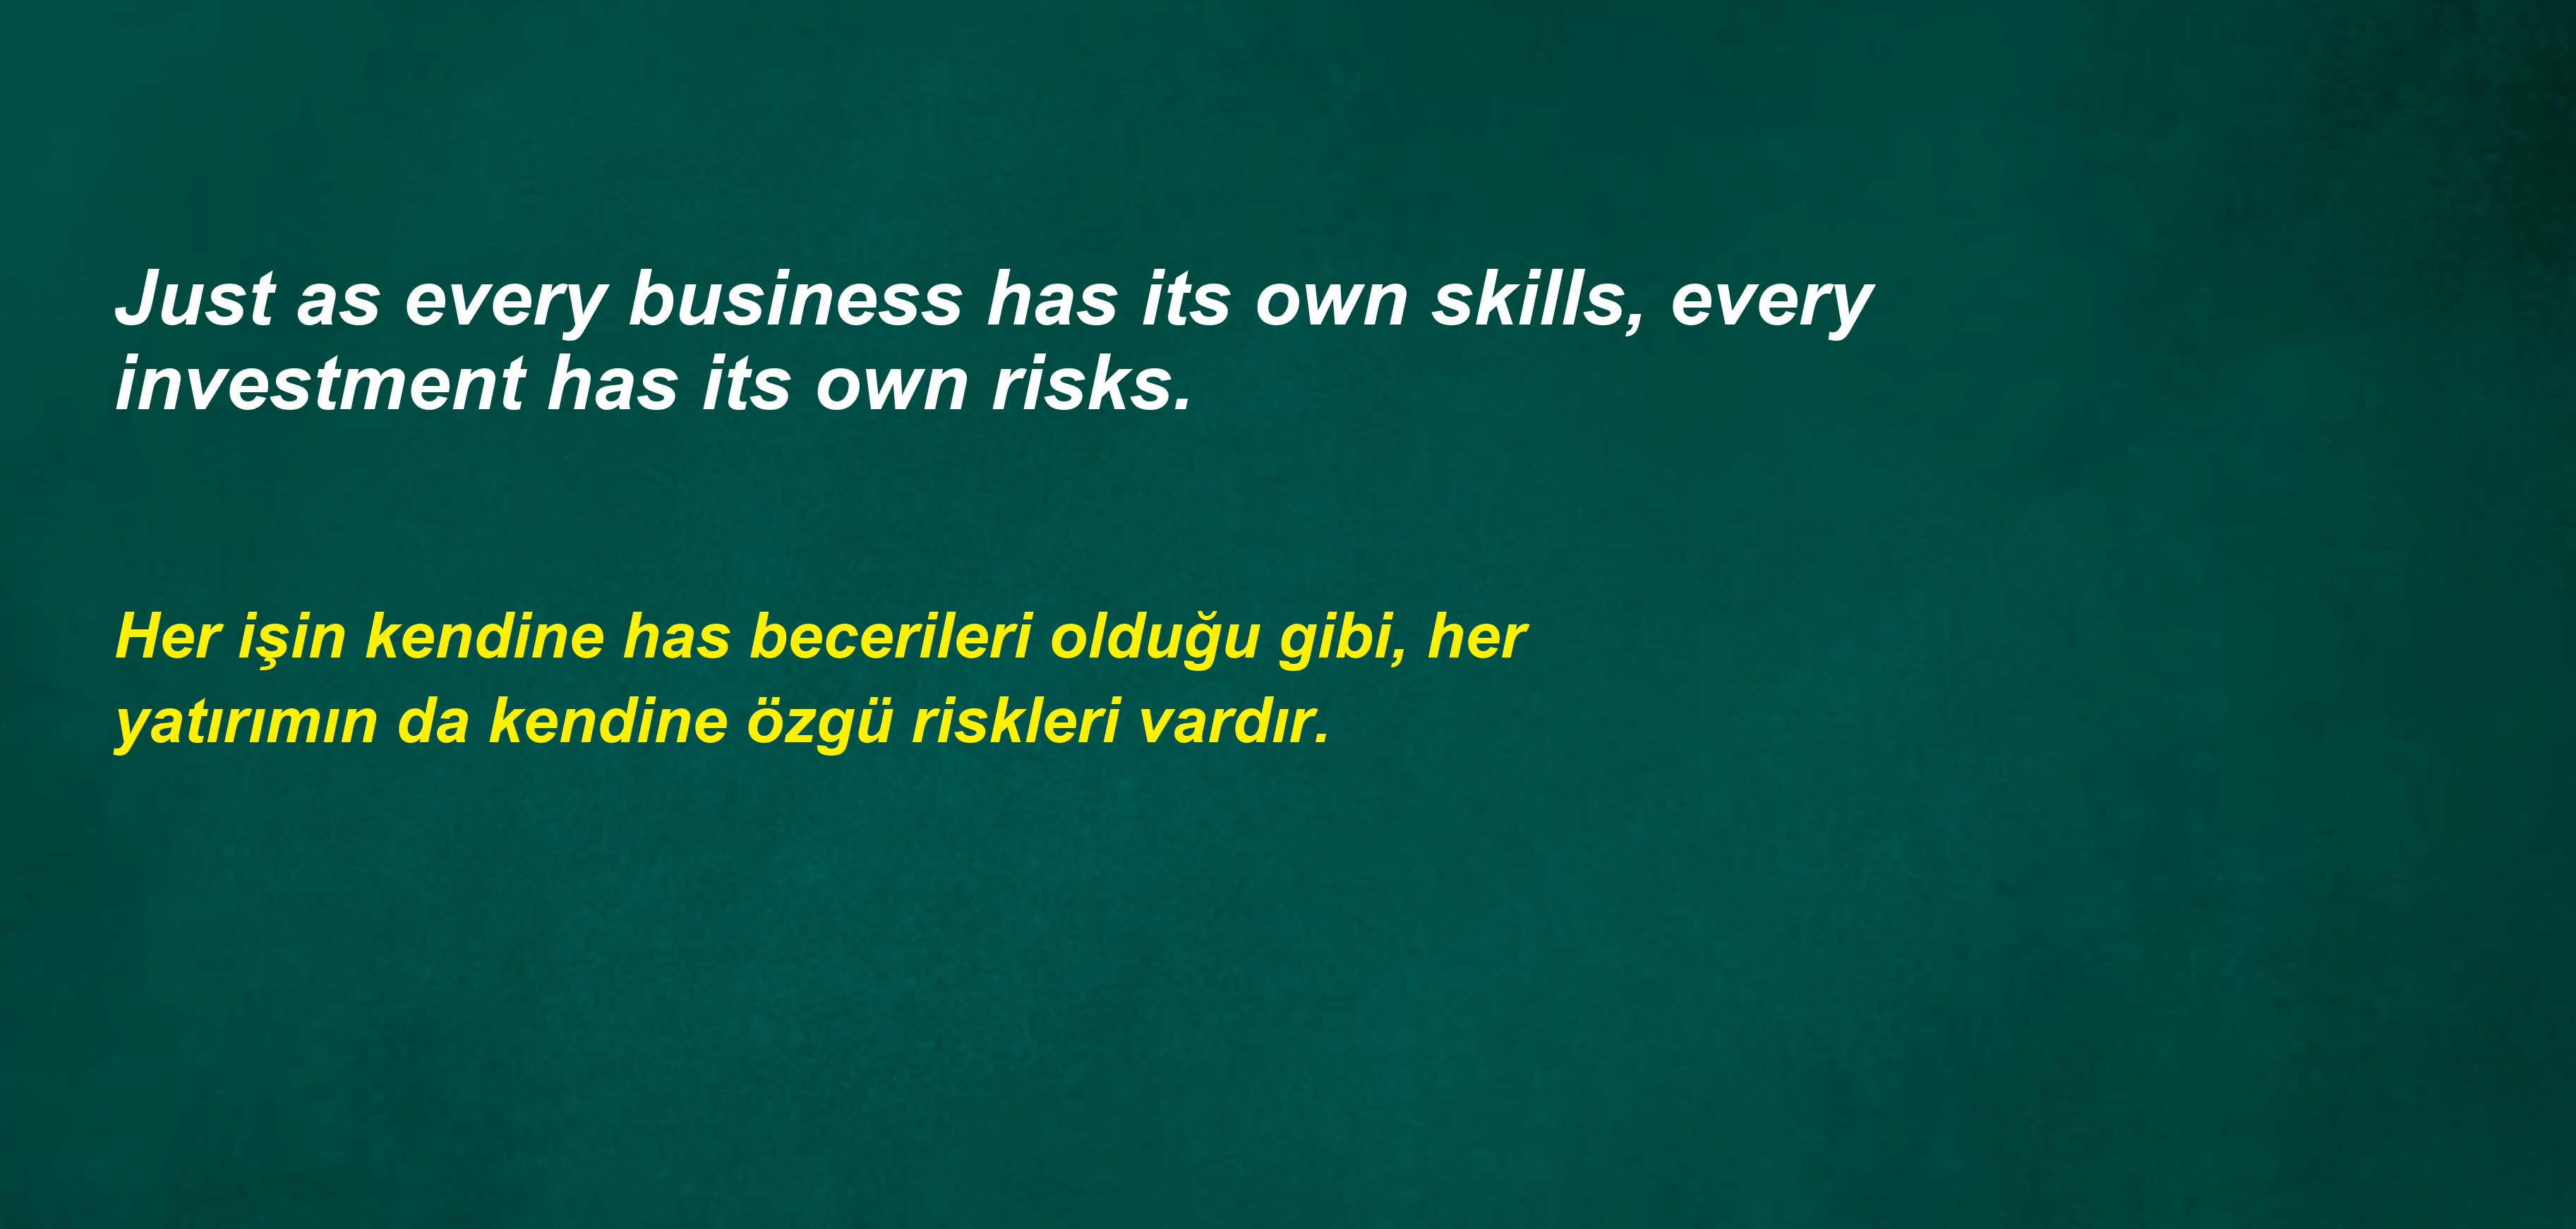 Just as every business has its own skills, every
investment has its own risks.
Her işin kendine has becerileri olduğu gibi, her
yatırımın da kendine özgü riskleri vardır.